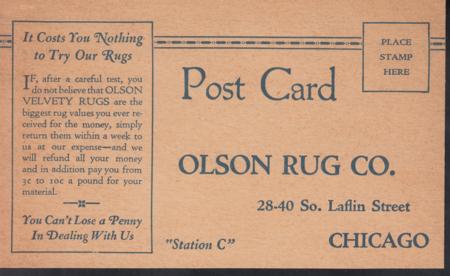 It Costs You Nothing
to Try Our Rugs
IF, after a careful test, you
do not believe that OLSON
VELVETY RUGS are the
biggest rug values you ever re-
ceived for the money, simply
return them within a week to
us at our expense—and we
will refund all your money
and in addition pay you from
3c to 10c a pound for your
material.
You Can't Lose a Penny
In Dealing With Us
Post Card
PLACE
STAMP
HERE
OLSON RUG CO.
28-40 So. Laflin Street
"Station C"
CHICAGO